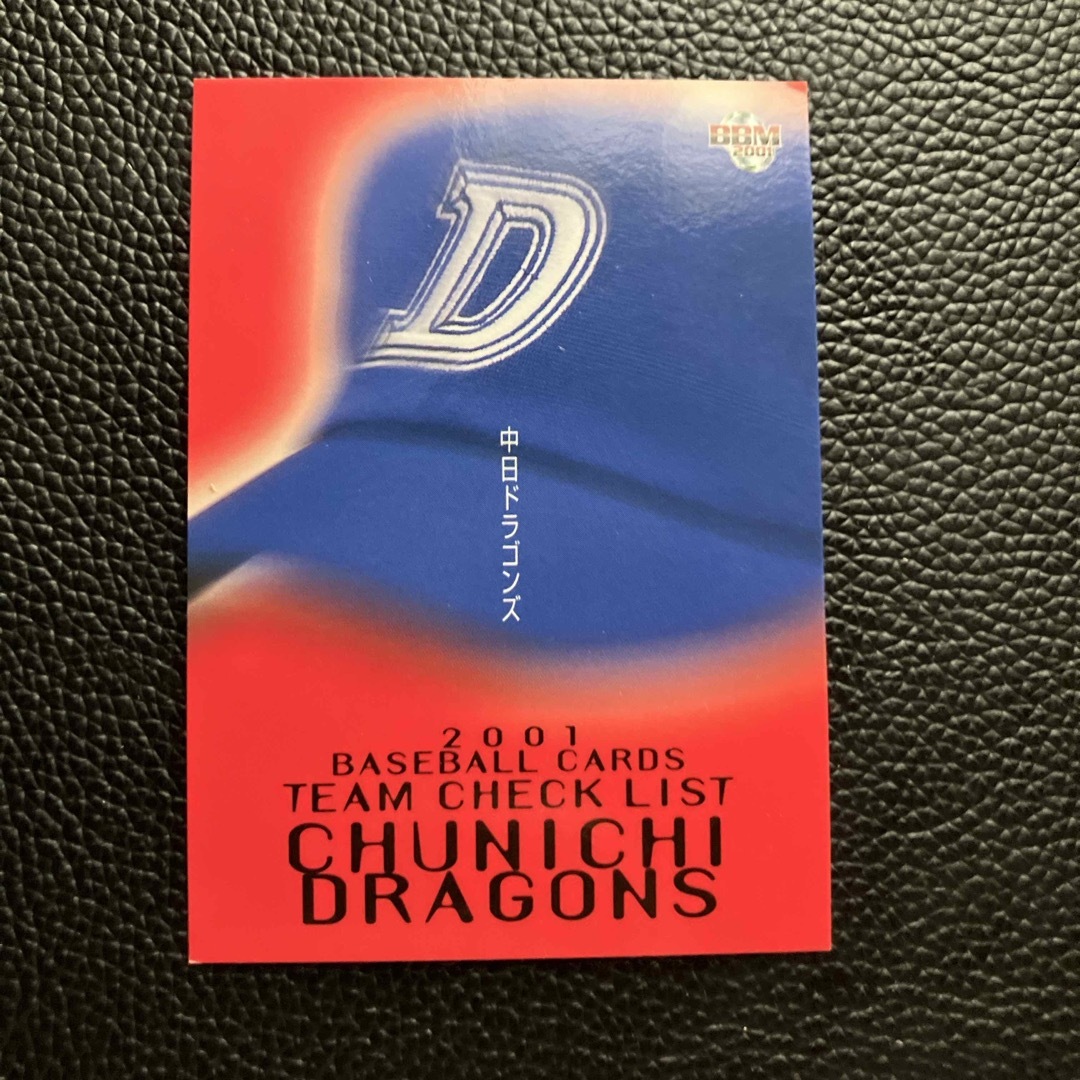 BBM
2001
D
中日ドラゴンズ
2001
BASEBALL CARDS
TEAM CHECK LIST
CHUNICHI
DRAGONS